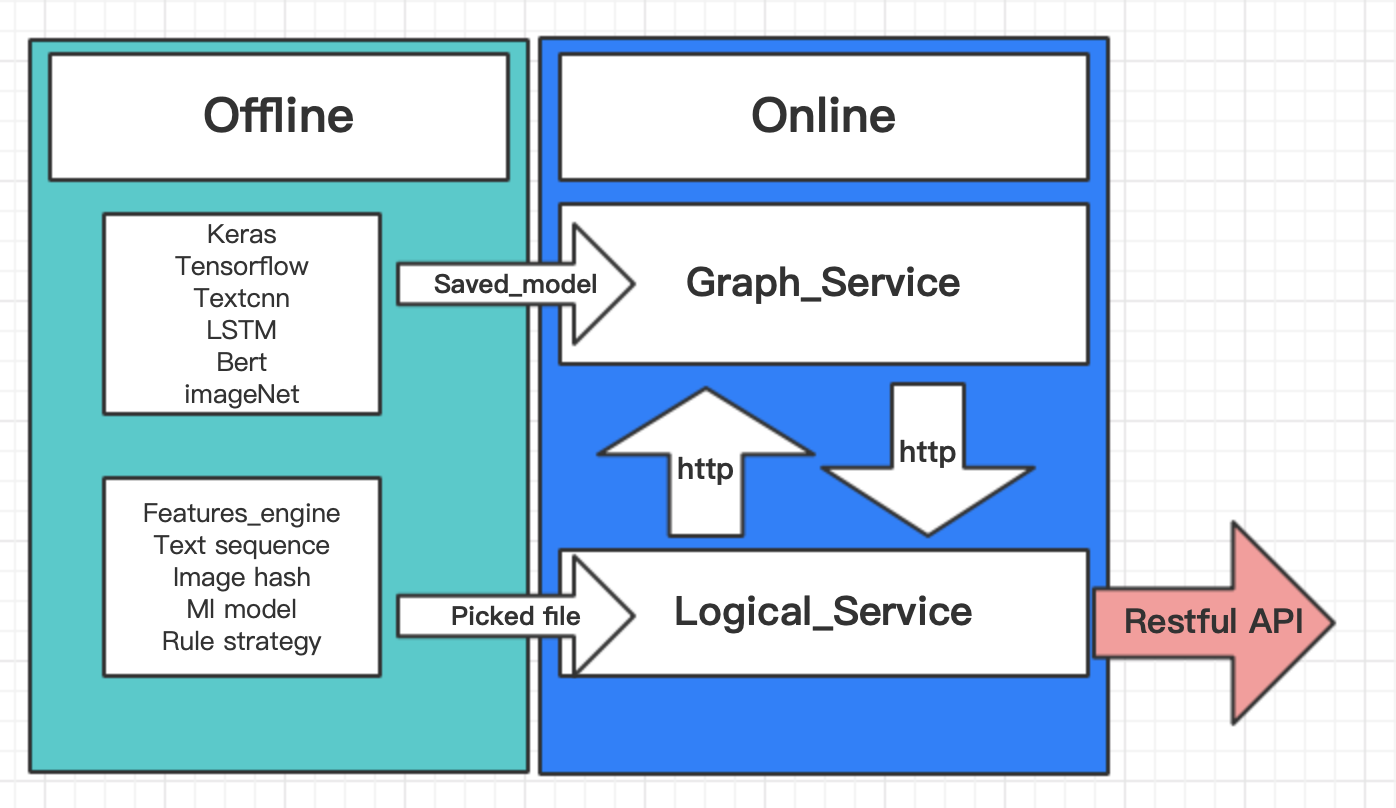 Offline
Online
Keras
Tensorflow
Textcnn
LSTM
Bert
imageNet
Saved_model
Graph_Service
http
http
Features_engine
Text sequence
Image hash
Ml model
Rule strategy
Picked file
Logical_Service
Restful API